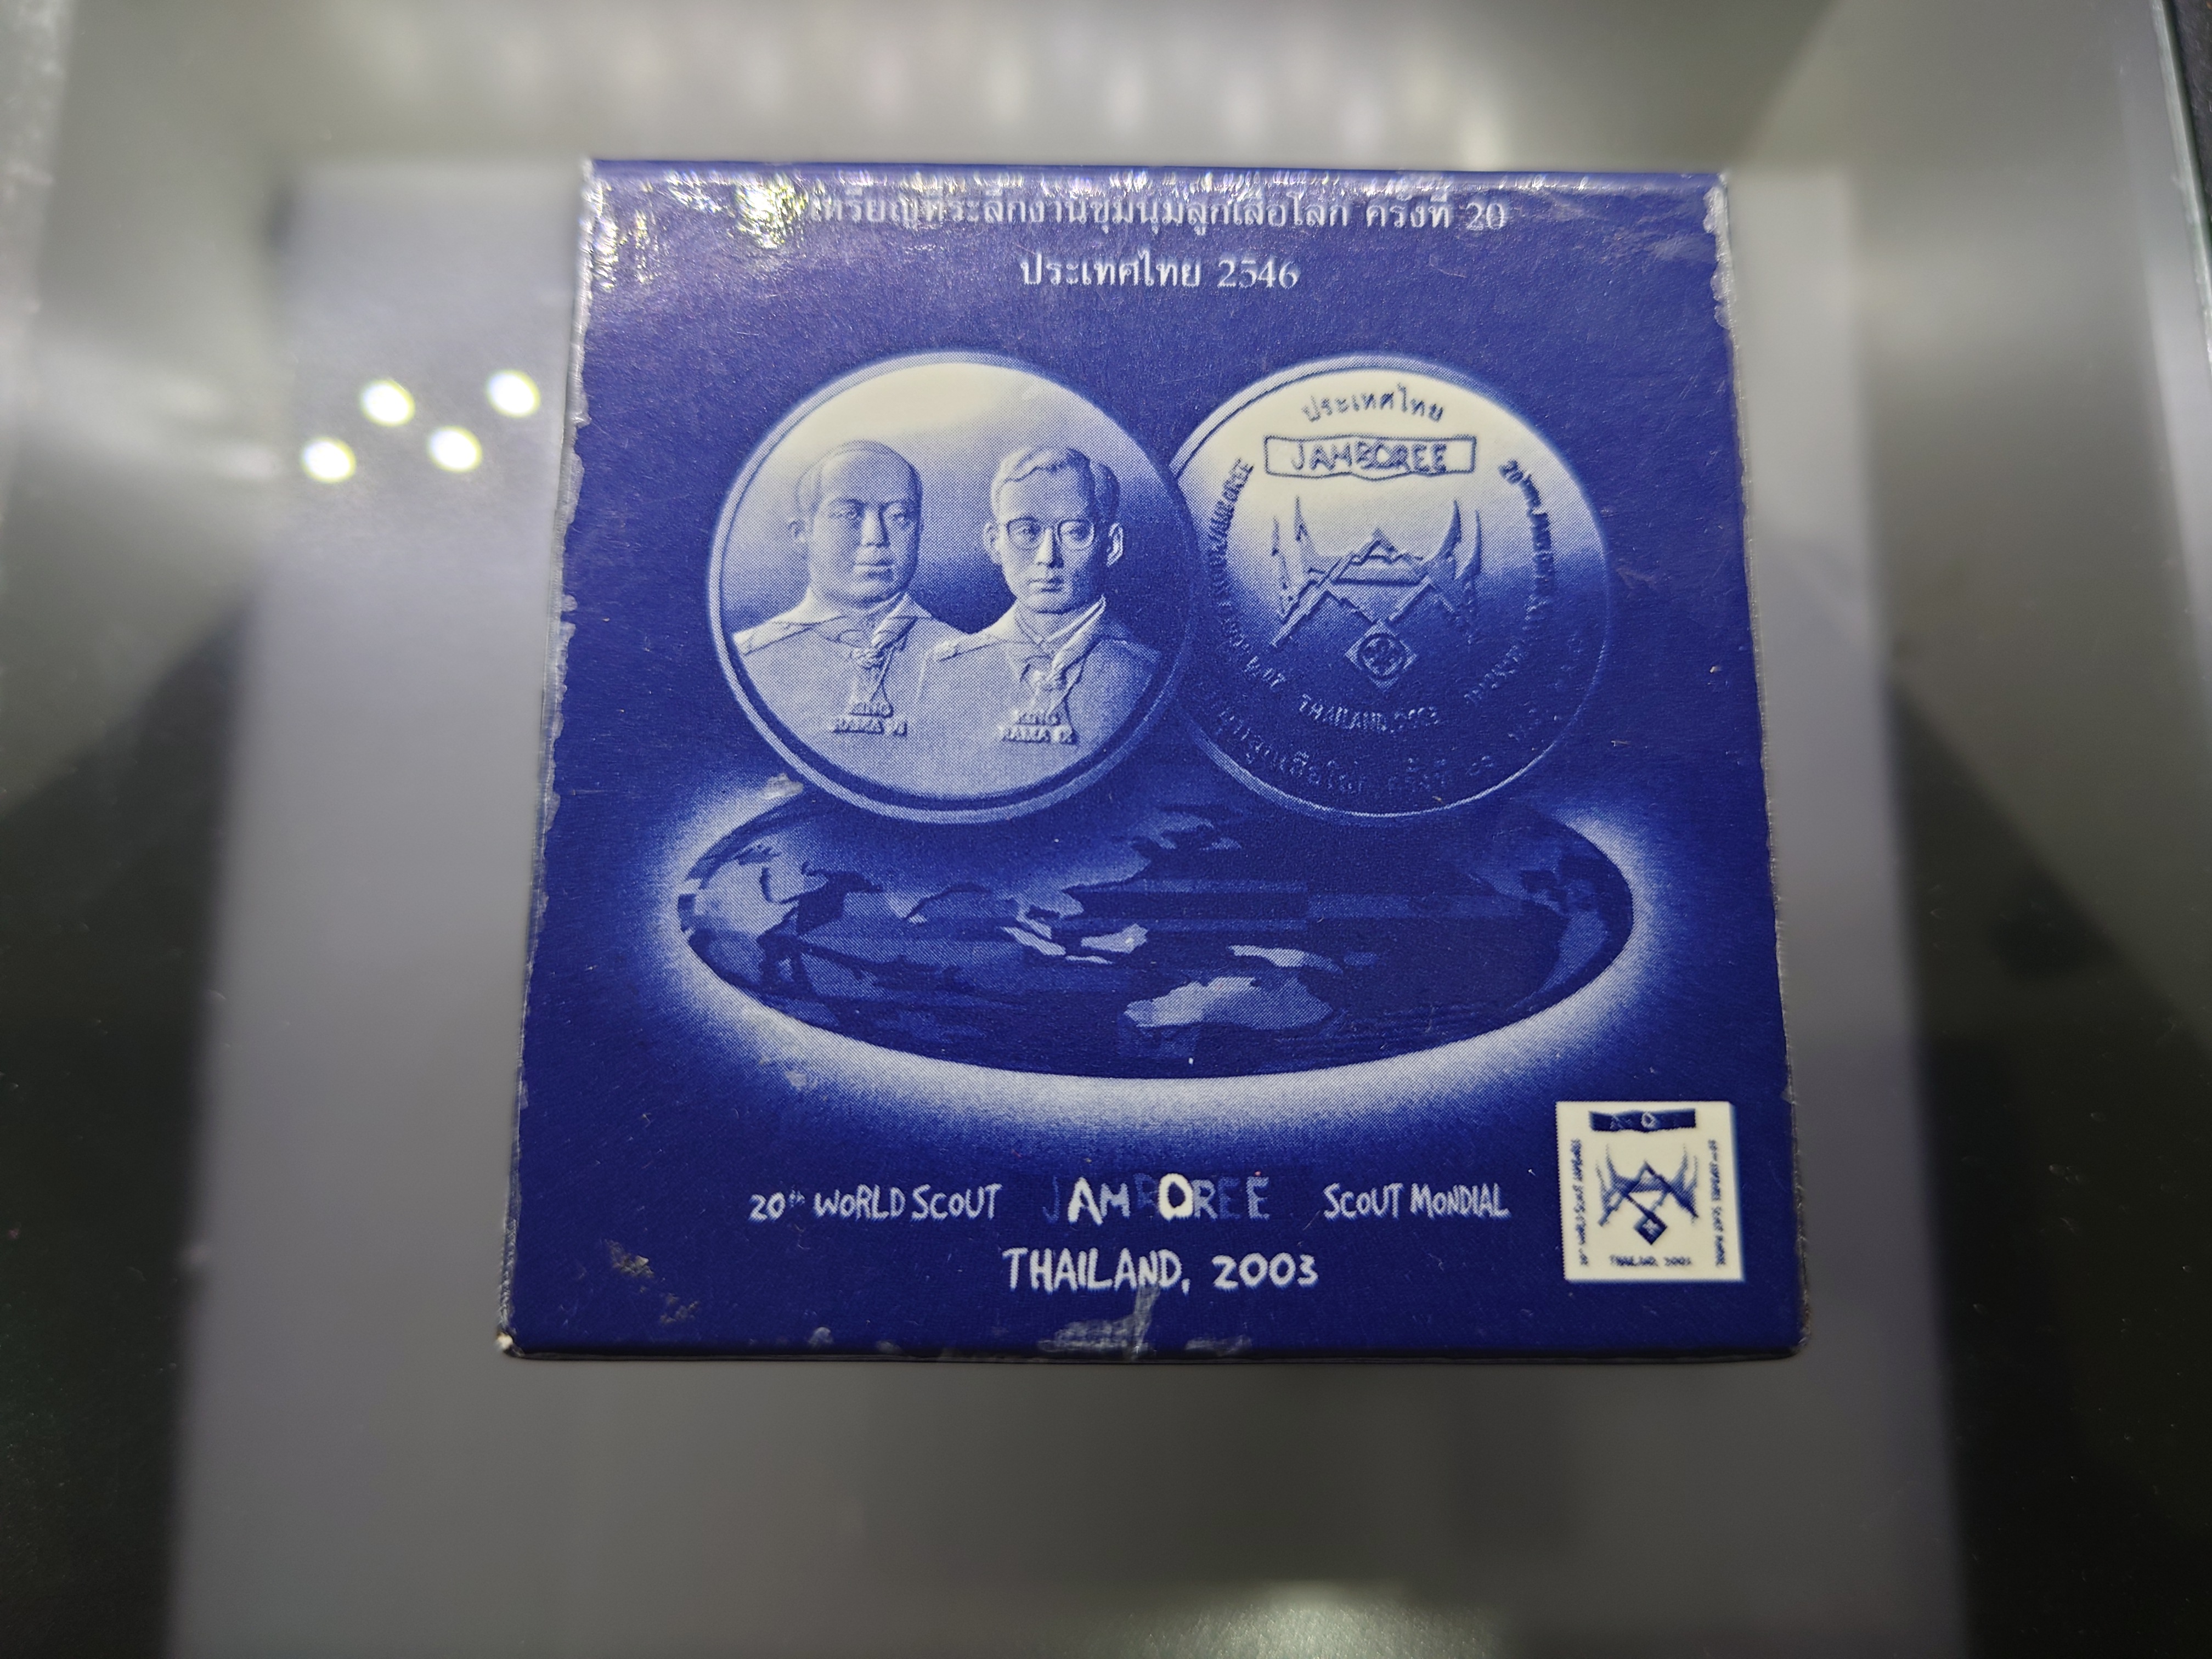 เหรียญที่ระลึกงานชุมนุมลูกเสือโลก ครั้งที่ 20
ประเทศไทย 2546
KING
RAMA VI
KING
RAMA IX
ประเทศไทย
JAMBOREE
THAILAND, 2003
20th WORLD SCOUT JAMBOREE SCOUT MONDIAL
THAILAND, 2003
THAILAND, 2003